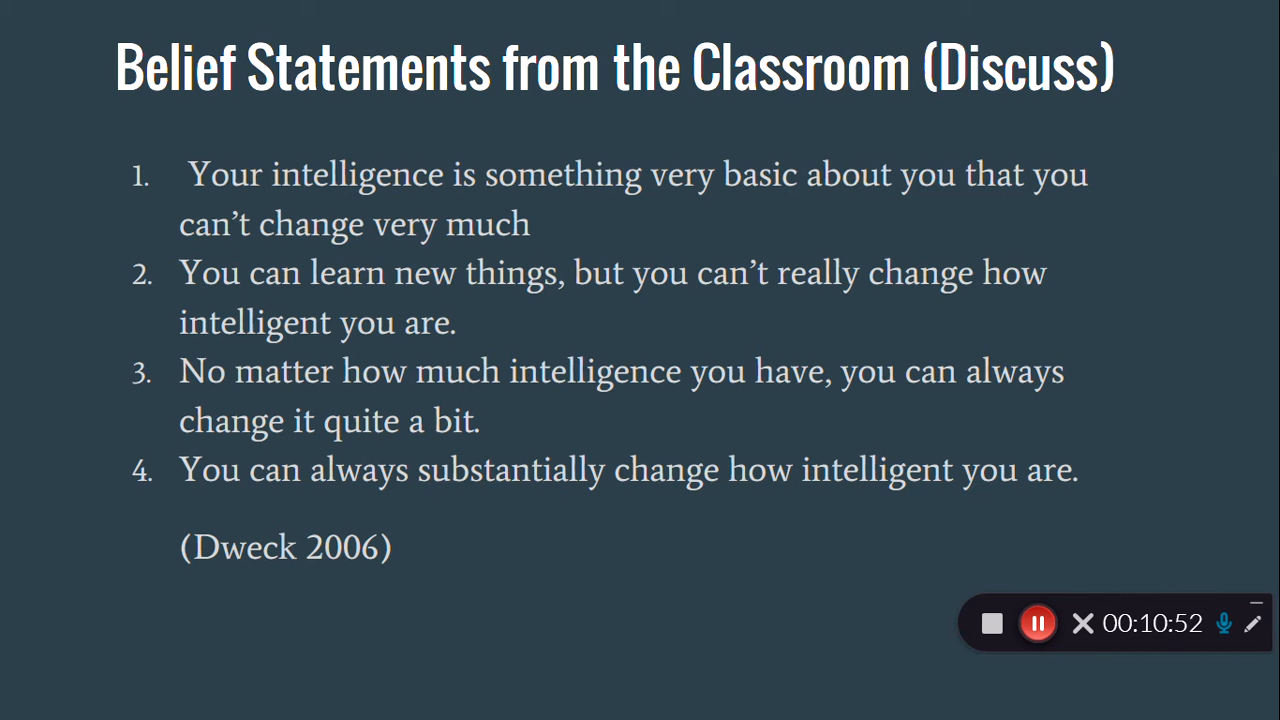 Belief Statements from the Classroom (Discuss)
1. Your intelligence is something very basic about you that you
can’t change very much
2. You can learn new things, but you can’t really change how
intelligent you are.
3. No matter how much intelligence you have, you can always
change it quite a bit.
4. You can always substantially change how intelligent you are.
(Dweck 2006)
00:10:52